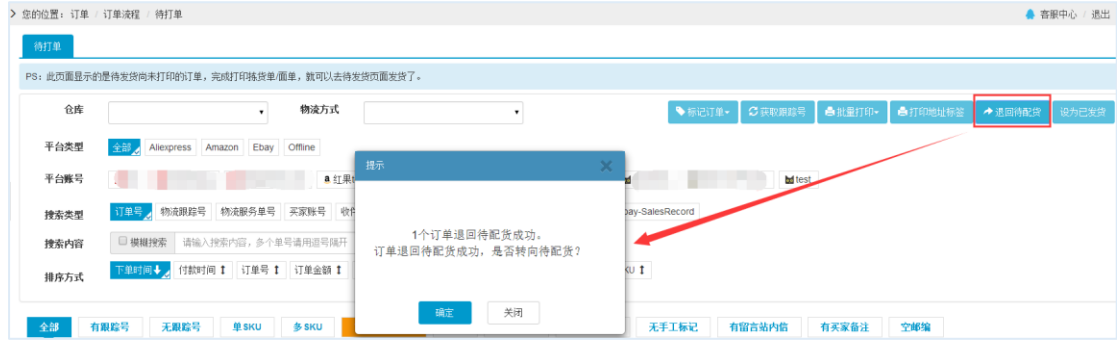 您的位置： 订单 / 订单流程 / 待打单 客服中心 / 退出
待打单
PS：此页面显示的是待发货尚未打印的订单，完成打印拣货单/面单，就可以去待发货页面发货了。
仓库 物流方式 标记订单 获取跟踪号 批量打印 打印地址标签 退回待配货 设为已发货
平台类型 全部 Aliexpress Amazon Ebay Offline
提示
平台账号 红果 test
搜索类型 订单号 物流跟踪号 物流服务单号 买家账号 收件 bay-SalesRecord
1个订单退回待配货成功。
搜索内容 模糊搜索 请输入搜索内容，多个单号请用逗号隔开
订单退回待配货成功，是否转向待配货？
排序方式 下单时间 付款时间 订单号 订单金额 KU
确定 关闭
全部 有跟踪号 无跟踪号 单SKU 多SKU 无手工标记 有留言站内信 有买家备注 空邮编